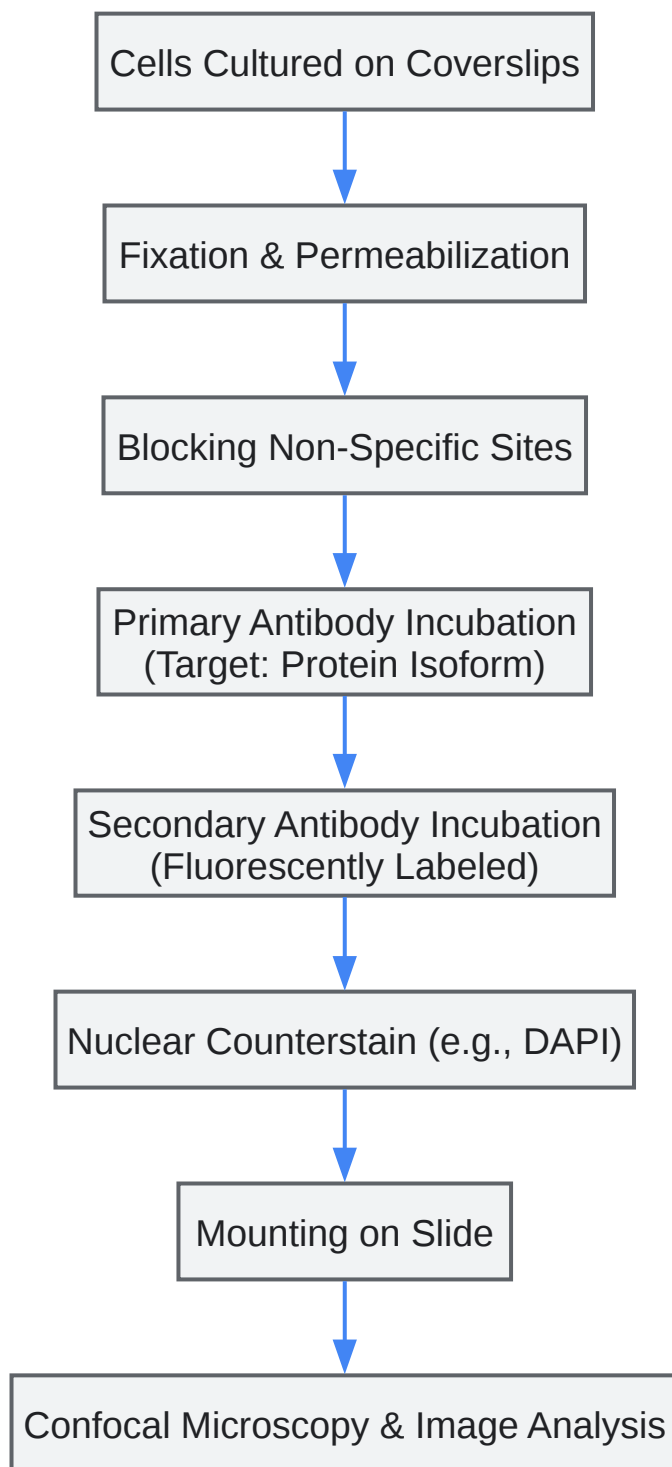 Cells Cultured on Coverslips
Fixation & Permeabilization
Blocking Non-Specific Sites
Primary Antibody Incubation
(Target: Protein Isoform)
Secondary Antibody Incubation
(Fluorescently Labeled)
Nuclear Counterstain (e.g., DAPI)
Mounting on Slide
Confocal Microscopy & Image Analysis